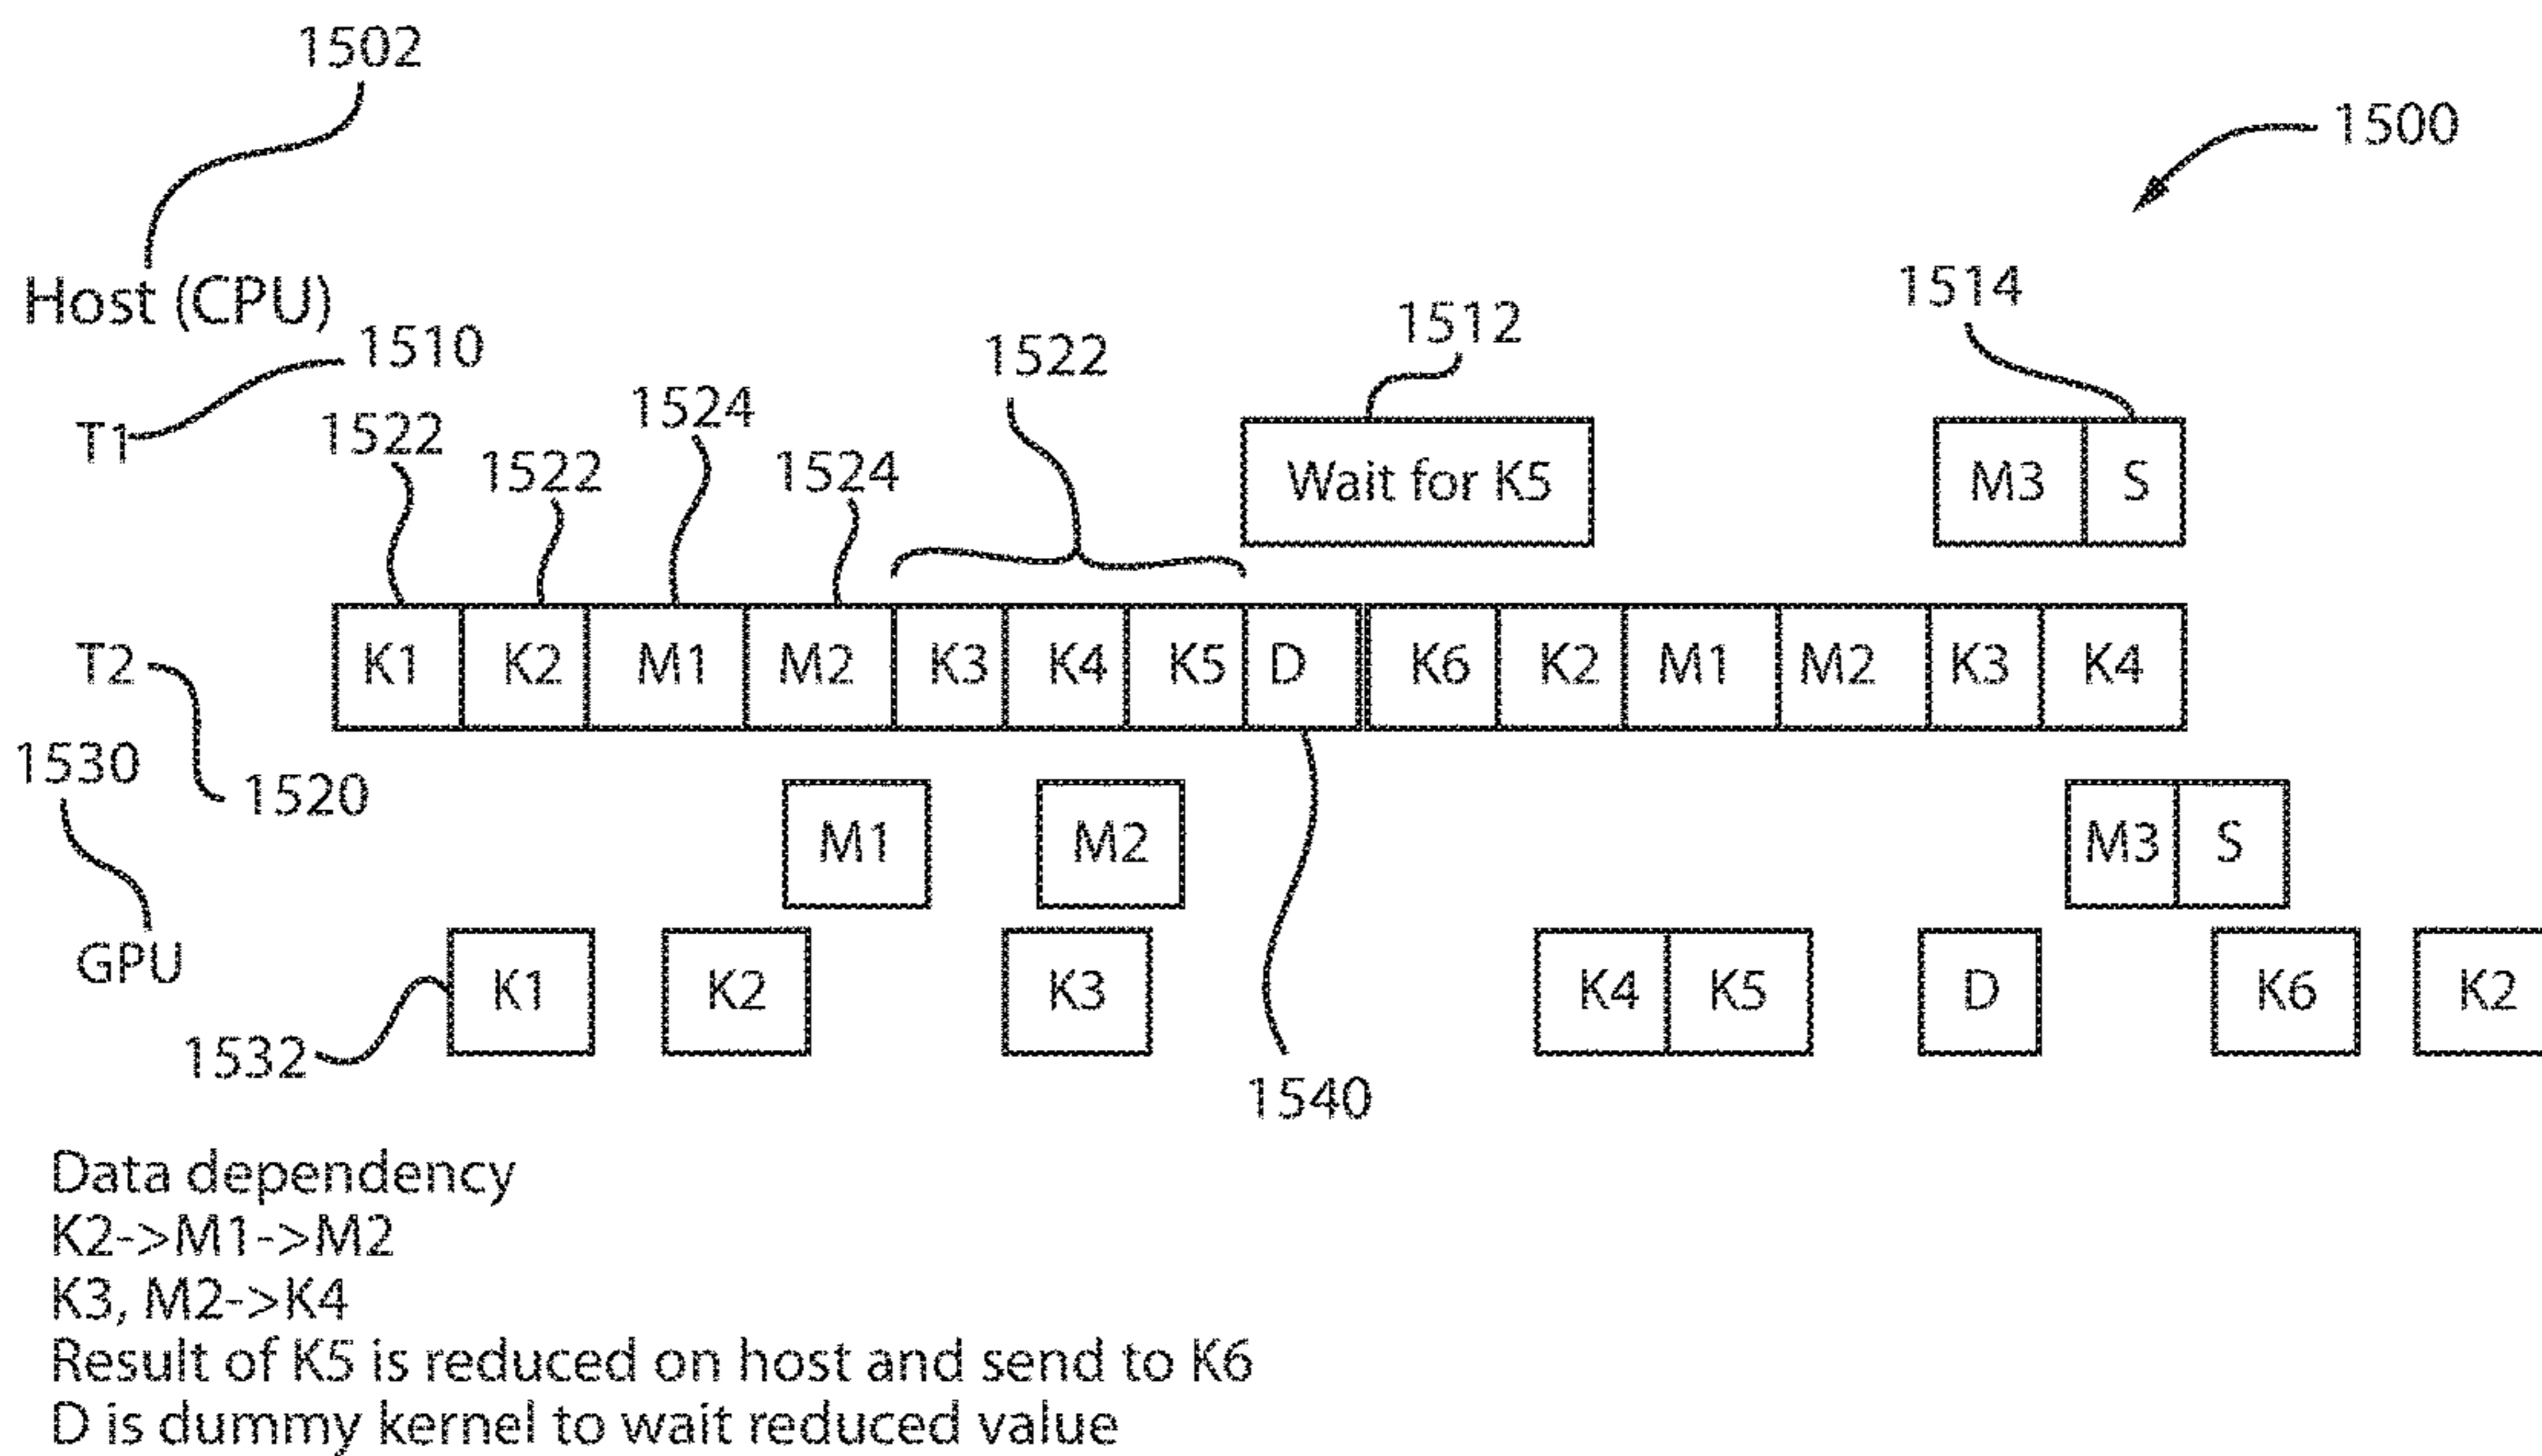 1502
1500
Host (CPU)
1514
1512
1510
1522
1524
T1
1522
1522
1524
Wait for K5
M3 S
T2
K1 K2 M1 M2 K3 K4 K5 D K6 K2 M1 M2 K3 K4
1530
1520
M1 M2 M3 S
GPU
K1 K2 K3 K4 K5 D K6 K2
1532
1540
Data dependency
K2->M1->M2
K3, M2->K4
Result of K5 is reduced on host and send to K6
D is dummy kernel to wait reduced value